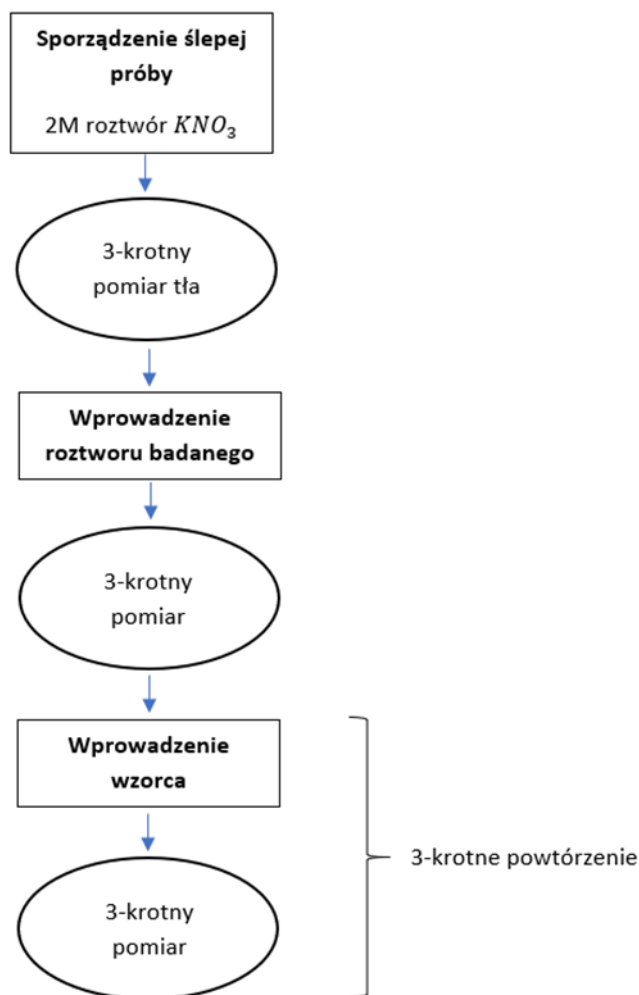 Sporządzenie ślepej
próby
2M roztwór KNO₃
3-krotny
pomiar tła
Wprowadzenie
roztworu badanego
3-krotny
pomiar
Wprowadzenie
wzorca
3-krotne powtórzenie
3-krotny
pomiar